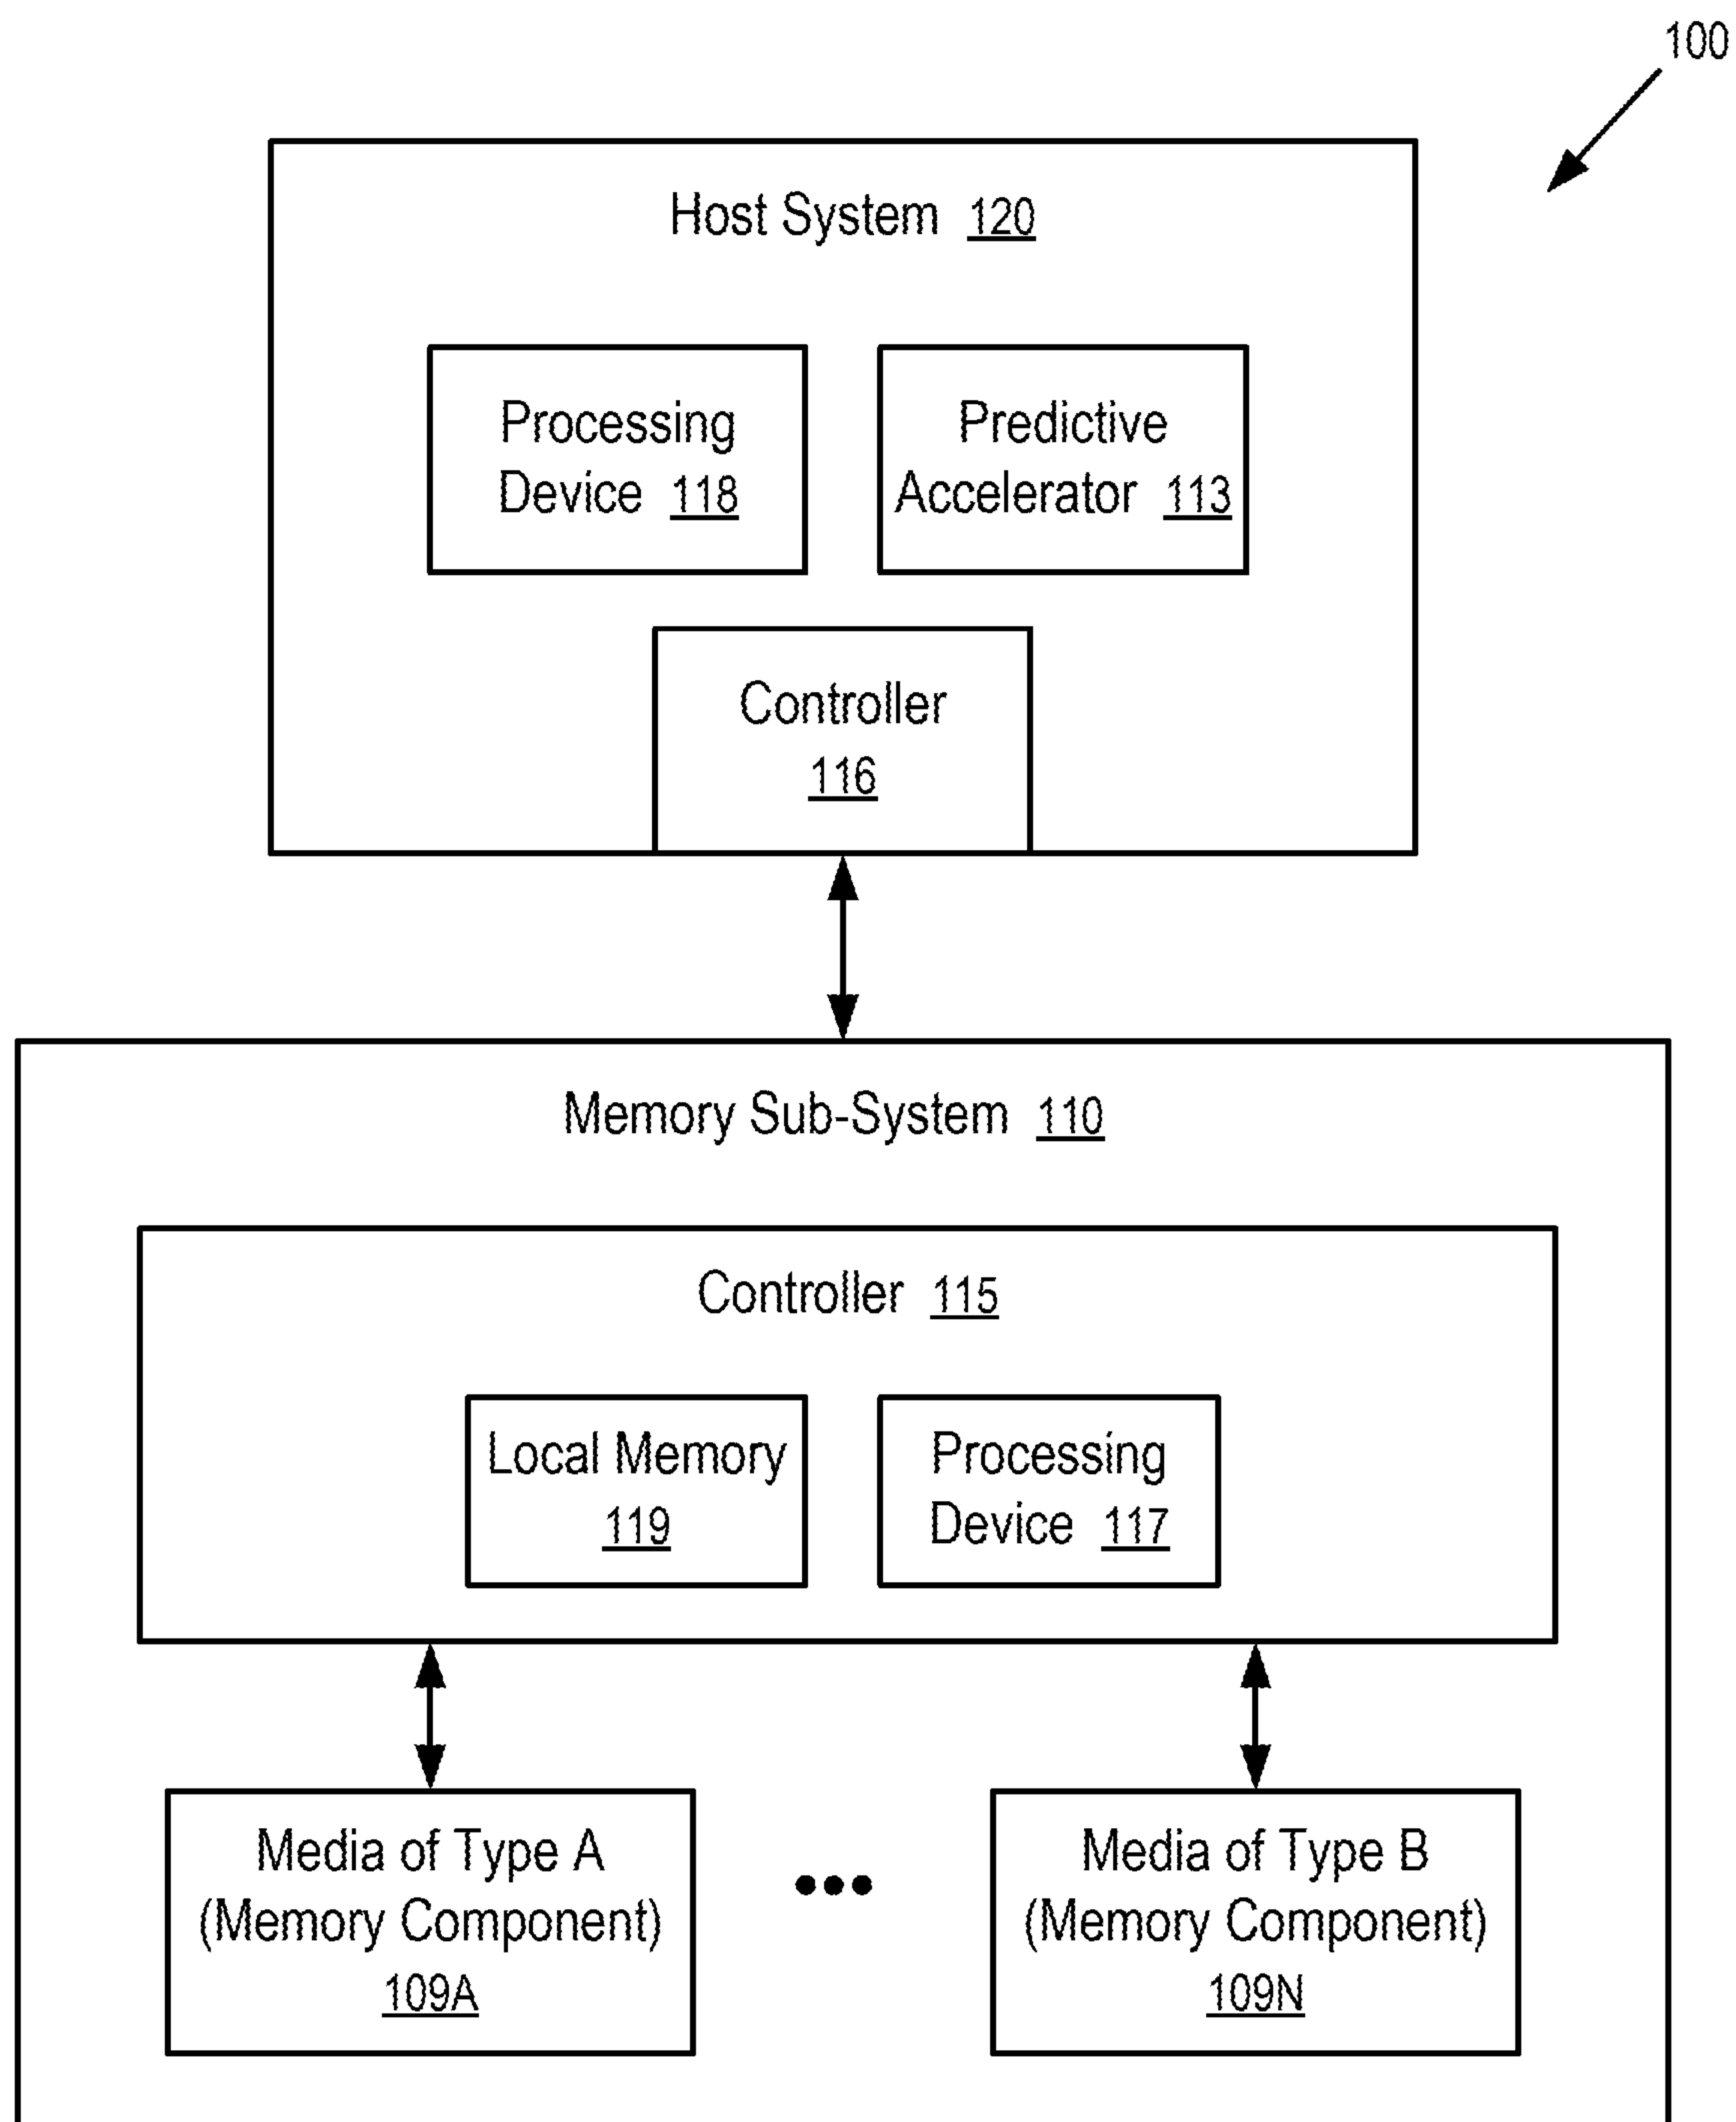 100
Host System 120
Processing
Device 118
Predictive
Accelerator 113
Controller
116
Memory Sub-System 110
Controller 115
Local Memory
119
Processing
Device 117
Media of Type A
(Memory Component)
109A
Media of Type B
(Memory Component)
109N